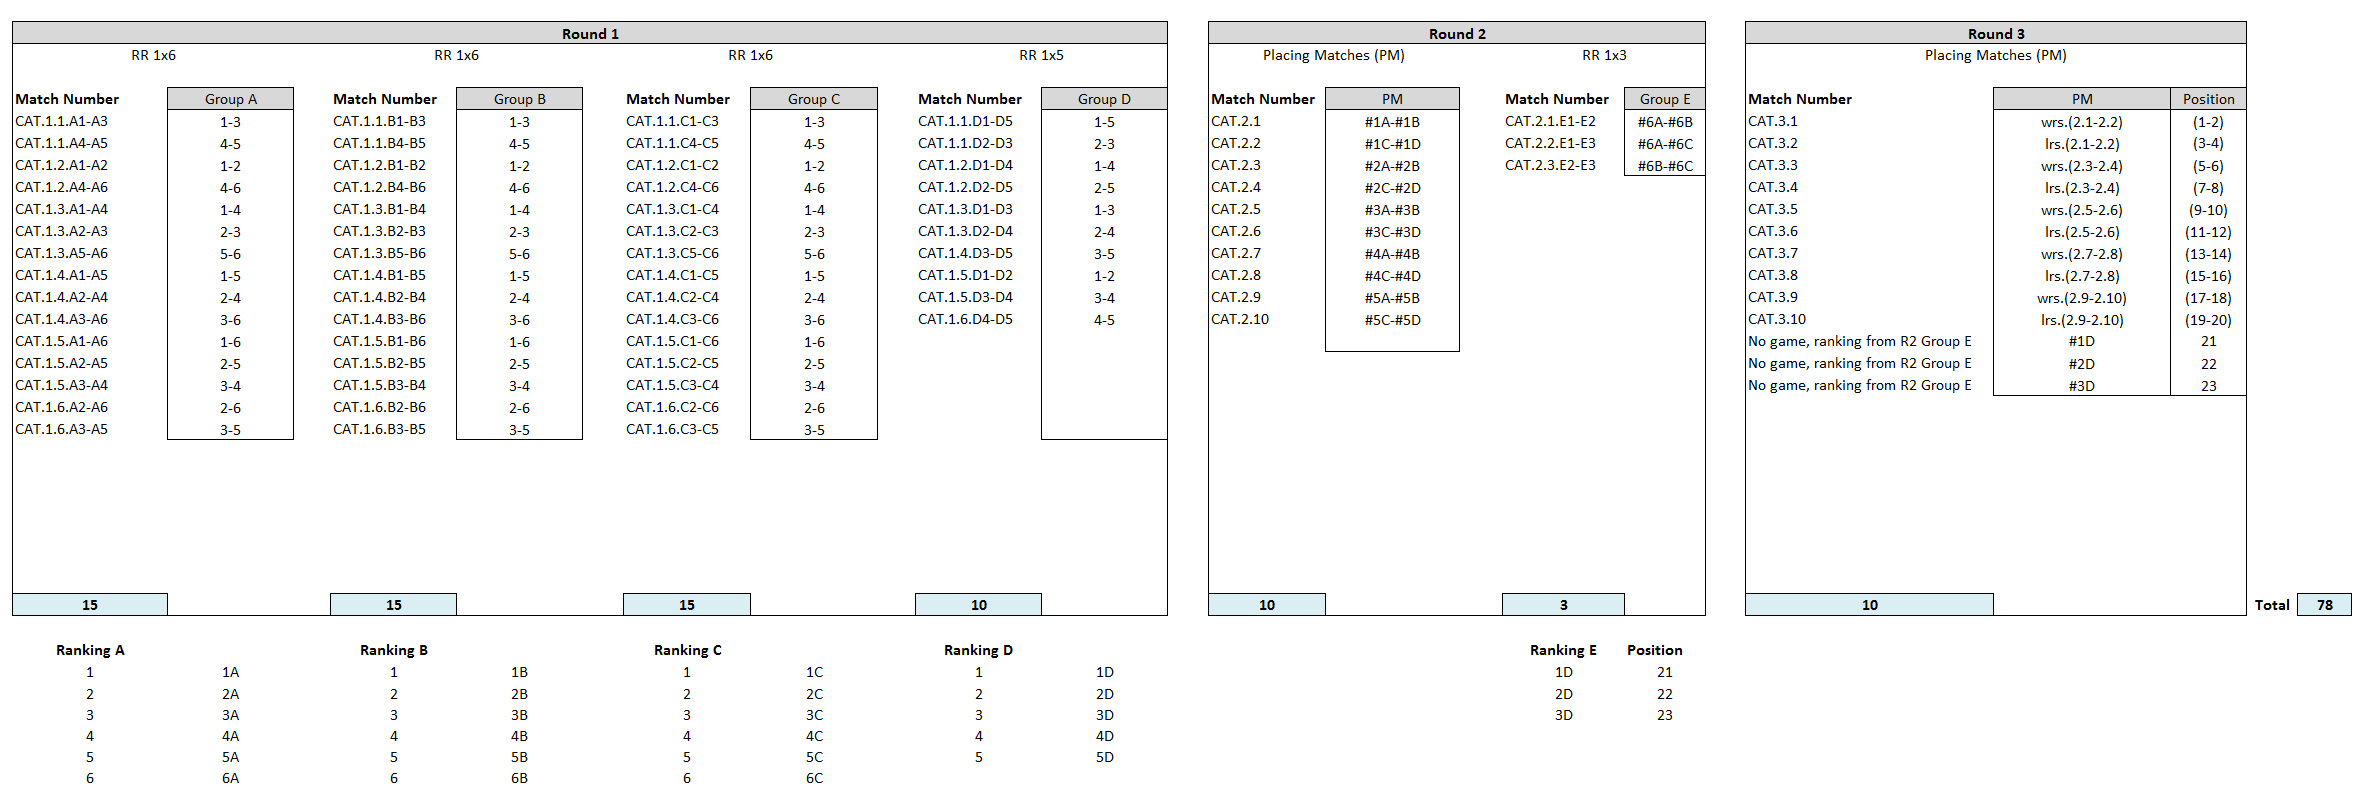 Round 1 Round 2 Round 3
RR 1x6 RR 1x6 RR 1x6 RR 1x5 Placing Matches (PM) RR 1x3 Placing Matches (PM)
Match Number Group A Match Number Group B Match Number Group C Match Number Group D Match Number PM Match Number Group E Match Number PM Position
CAT.1.1.A1-A3 1-3 CAT.1.1.B1-B3 1-3 CAT.1.1.C1-C3 1-3 CAT.1.1.D1-D5 1-5 CAT.2.1 #1A-#1B CAT.2.1.E1-E2 #6A-#6B CAT.3.1 wrs.(2.1-2.2) (1-2)
CAT.1.1.A4-A5 4-5 CAT.1.1.B4-B5 4-5 CAT.1.1.C4-C5 4-5 CAT.1.1.D2-D3 2-3 CAT.2.2 #1C-#1D CAT.2.2.E1-E3 #6A-#6C CAT.3.2 lrs.(2.1-2.2) (3-4)
CAT.1.2.A1-A2 1-2 CAT.1.2.B1-B2 1-2 CAT.1.2.C1-C2 1-2 CAT.1.2.D1-D4 1-4 CAT.2.3 #2A-#2B CAT.2.3.E2-E3 #6B-#6C CAT.3.3 wrs.(2.3-2.4) (5-6)
CAT.1.2.A4-A6 4-6 CAT.1.2.B4-B6 4-6 CAT.1.2.C4-C6 4-6 CAT.1.2.D2-D5 2-5 CAT.2.4 #2C-#2D CAT.3.4 lrs.(2.3-2.4) (7-8)
CAT.1.3.A1-A4 1-4 CAT.1.3.B1-B4 1-4 CAT.1.3.C1-C4 1-4 CAT.1.3.D1-D3 1-3 CAT.2.5 #3A-#3B CAT.3.5 wrs.(2.5-2.6) (9-10)
CAT.1.3.A2-A3 2-3 CAT.1.3.B2-B3 2-3 CAT.1.3.C2-C3 2-3 CAT.1.3.D2-D4 2-4 CAT.2.6 #3C-#3D CAT.3.6 lrs.(2.5-2.6) (11-12)
CAT.1.3.A5-A6 5-6 CAT.1.3.B5-B6 5-6 CAT.1.3.C5-C6 5-6 CAT.1.4.D3-D5 3-5 CAT.2.7 #4A-#4B CAT.3.7 wrs.(2.7-2.8) (13-14)
CAT.1.4.A1-A5 1-5 CAT.1.4.B1-B5 1-5 CAT.1.4.C1-C5 1-5 CAT.1.5.D1-D2 1-2 CAT.2.8 #4C-#4D CAT.3.8 lrs.(2.7-2.8) (15-16)
CAT.1.4.A2-A4 2-4 CAT.1.4.B2-B4 2-4 CAT.1.4.C2-C4 2-4 CAT.1.5.D3-D4 3-4 CAT.2.9 #5A-#5B CAT.3.9 wrs.(2.9-2.10) (17-18)
CAT.1.4.A3-A6 3-6 CAT.1.4.B3-B6 3-6 CAT.1.4.C3-C6 3-6 CAT.1.6.D4-D5 4-5 CAT.2.10 #5C-#5D CAT.3.10 lrs.(2.9-2.10) (19-20)
CAT.1.5.A1-A6 1-6 CAT.1.5.B1-B6 1-6 CAT.1.5.C1-C6 1-6 No game, ranking from R2 Group E #1D 21
CAT.1.5.A2-A5 2-5 CAT.1.5.B2-B5 2-5 CAT.1.5.C2-C5 2-5 No game, ranking from R2 Group E #2D 22
CAT.1.5.A3-A4 3-4 CAT.1.5.B3-B4 3-4 CAT.1.5.C3-C4 3-4 No game, ranking from R2 Group E #3D 23
CAT.1.6.A2-A6 2-6 CAT.1.6.B2-B6 2-6 CAT.1.6.C2-C6 2-6
CAT.1.6.A3-A5 3-5 CAT.1.6.B3-B5 3-5 CAT.1.6.C3-C5 3-5
15 15 15 10 10 3 10 Total 78
Ranking A Ranking B Ranking C Ranking D Ranking E Position
1 1A 1 1B 1 1C 1 1D 1D 21
2 2A 2 2B 2 2C 2 2D 2D 22
3 3A 3 3B 3 3C 3 3D 3D 23
4 4A 4 4B 4 4C 4 4D
5 5A 5 5B 5 5C 5 5D
6 6A 6 6B 6 6C